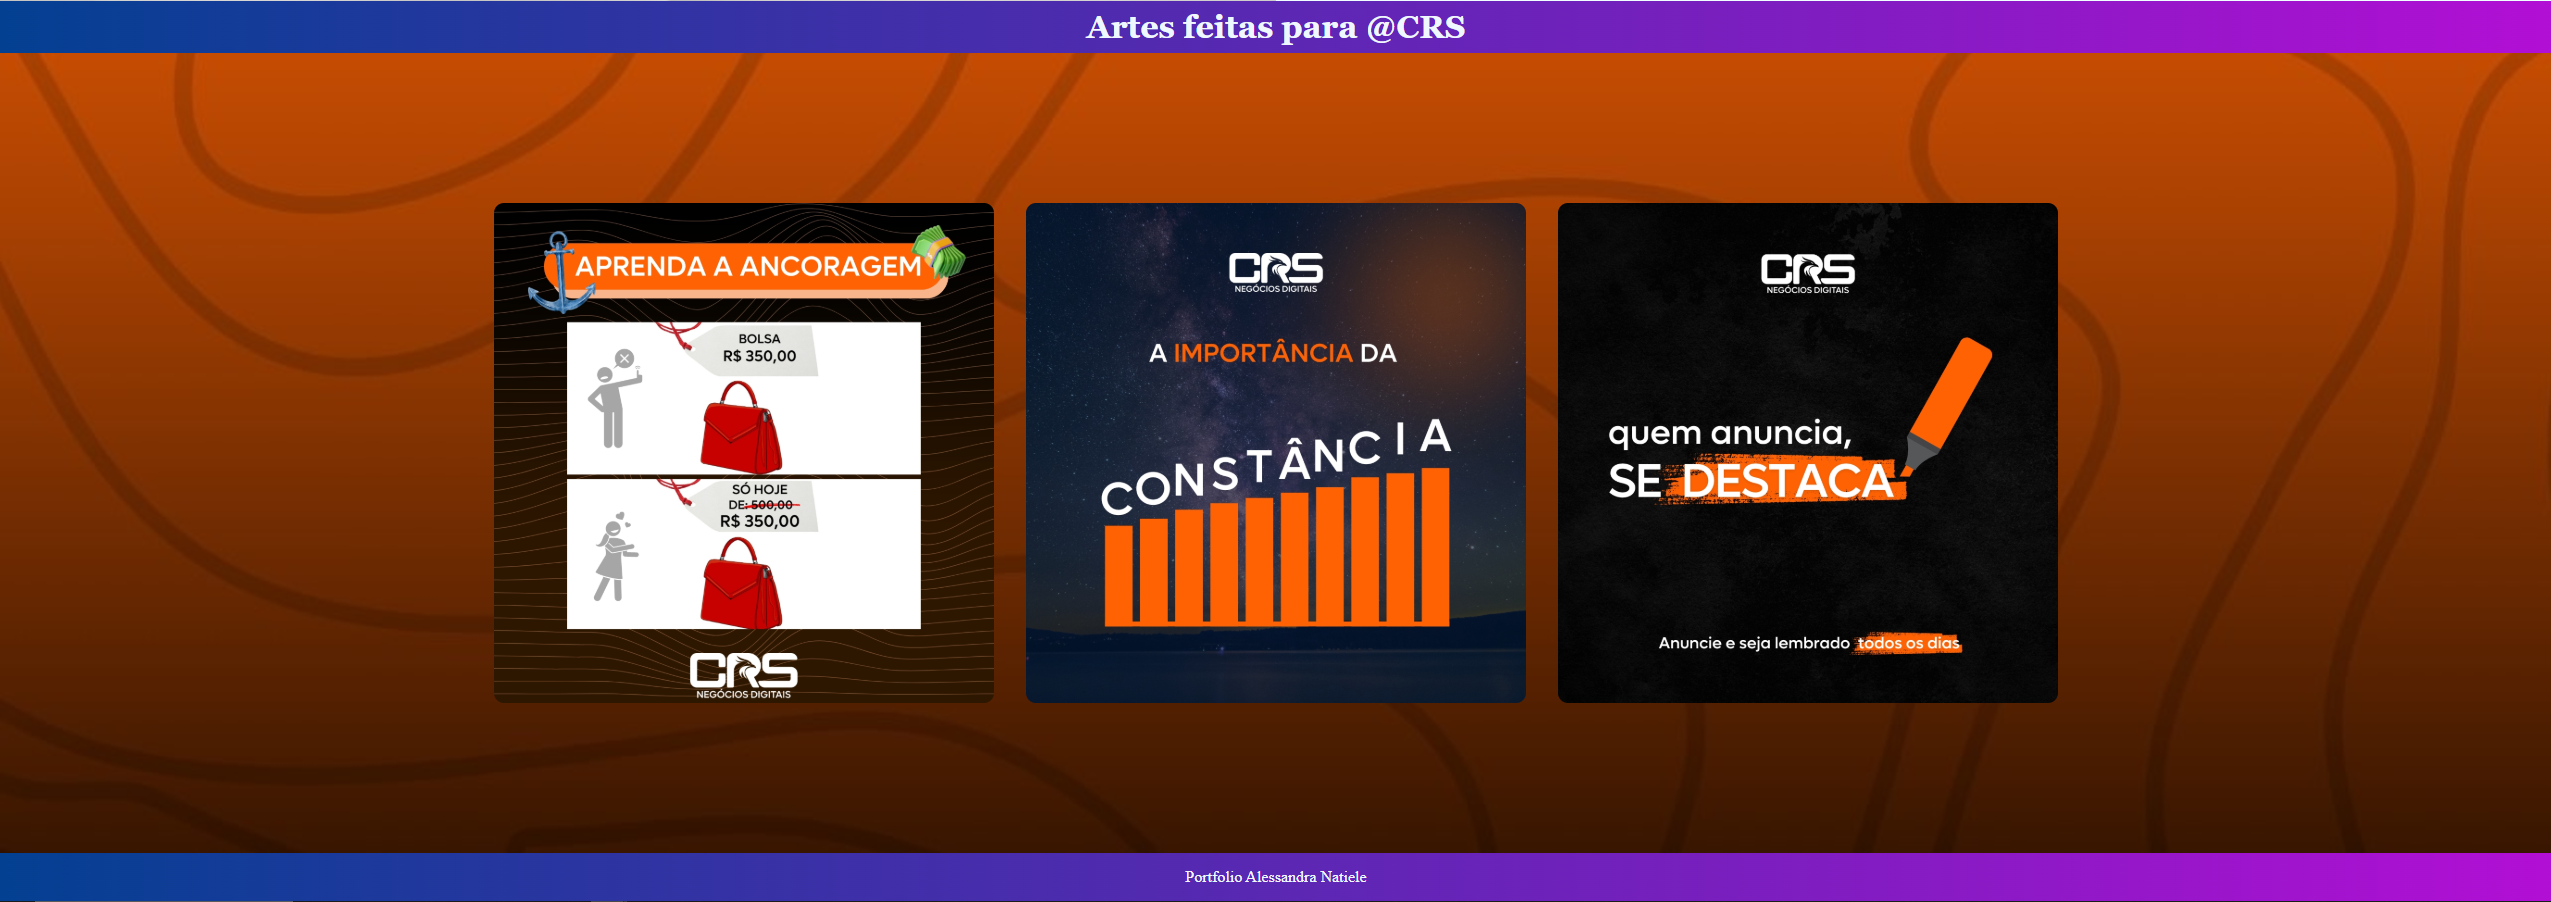 Artes feitas para @CRS
APRENDA A ANCORAGEM
BOLSA
R$ 350,00
SÓ HOJE
DE: 500,00
R$ 350,00
CRS
NEGÓCIOS DIGITAIS
CRS
NEGÓCIOS DIGITAIS
A IMPORTÂNCIA DA
CONSTÂNCIA
CRS
NEGÓCIOS DIGITAIS
quem anuncia,
SE DESTACA
Anuncie e seja lembrado todos os dias
Portfolio Alessandra Natiele